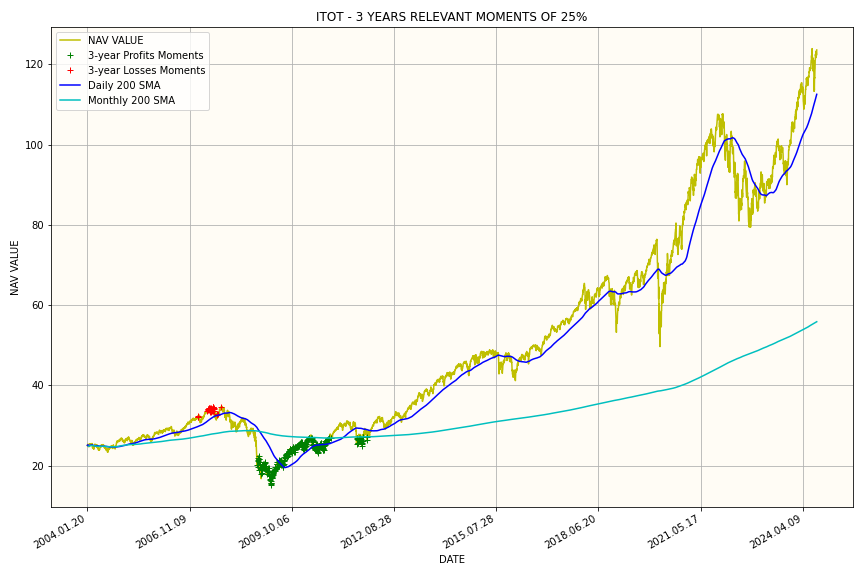 ITOT - 3 YEARS RELEVANT MOMENTS OF 25%
NAV VALUE
3-year Profits Moments
3-year Losses Moments
Daily 200 SMA
Monthly 200 SMA
120
100
80
60
40
20
NAV VALUE
2004.01.20
2006.11.09
2009.10.06
2012.08.28
2015.07.28
2018.06.20
2021.05.17
2024.04.09
DATE